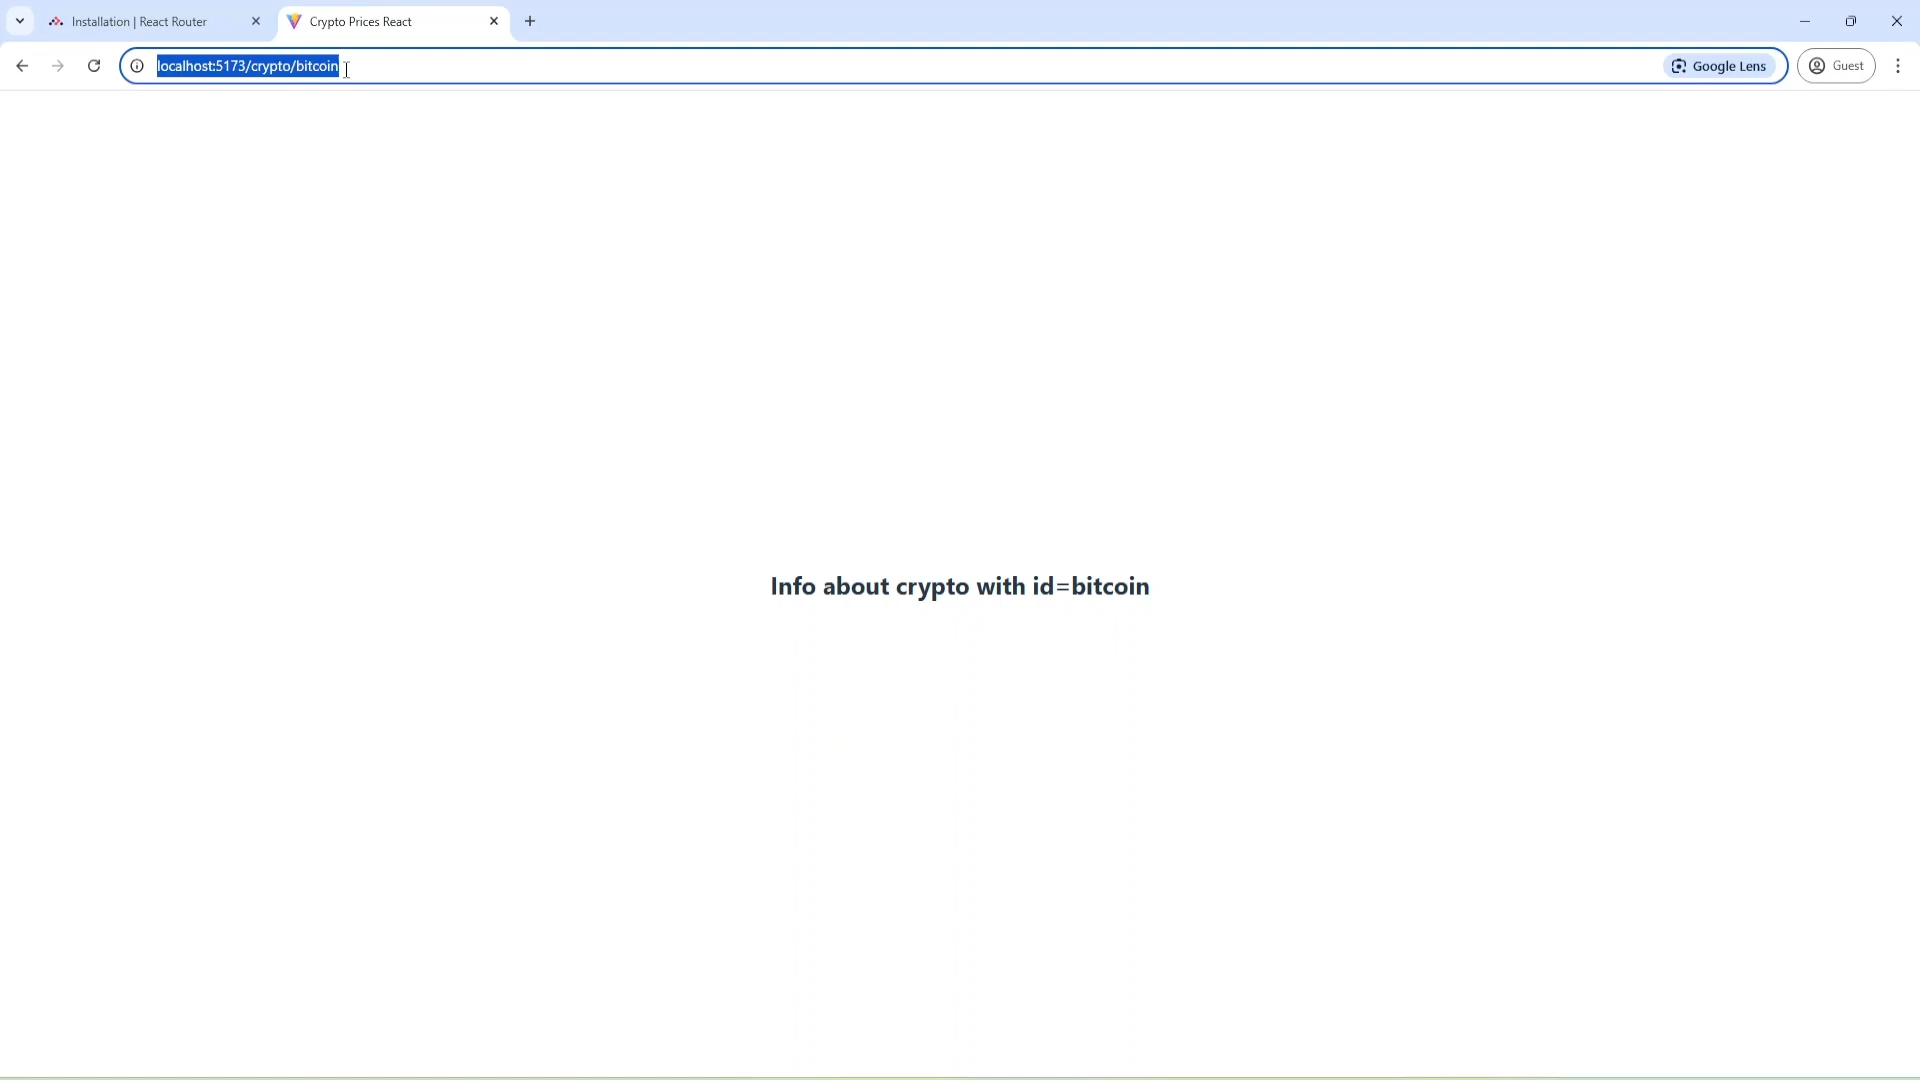 Installation | React Router
Crypto Prices React
localhost:5173/crypto/bitcoin
Google Lens
Guest
Info about crypto with id=bitcoin